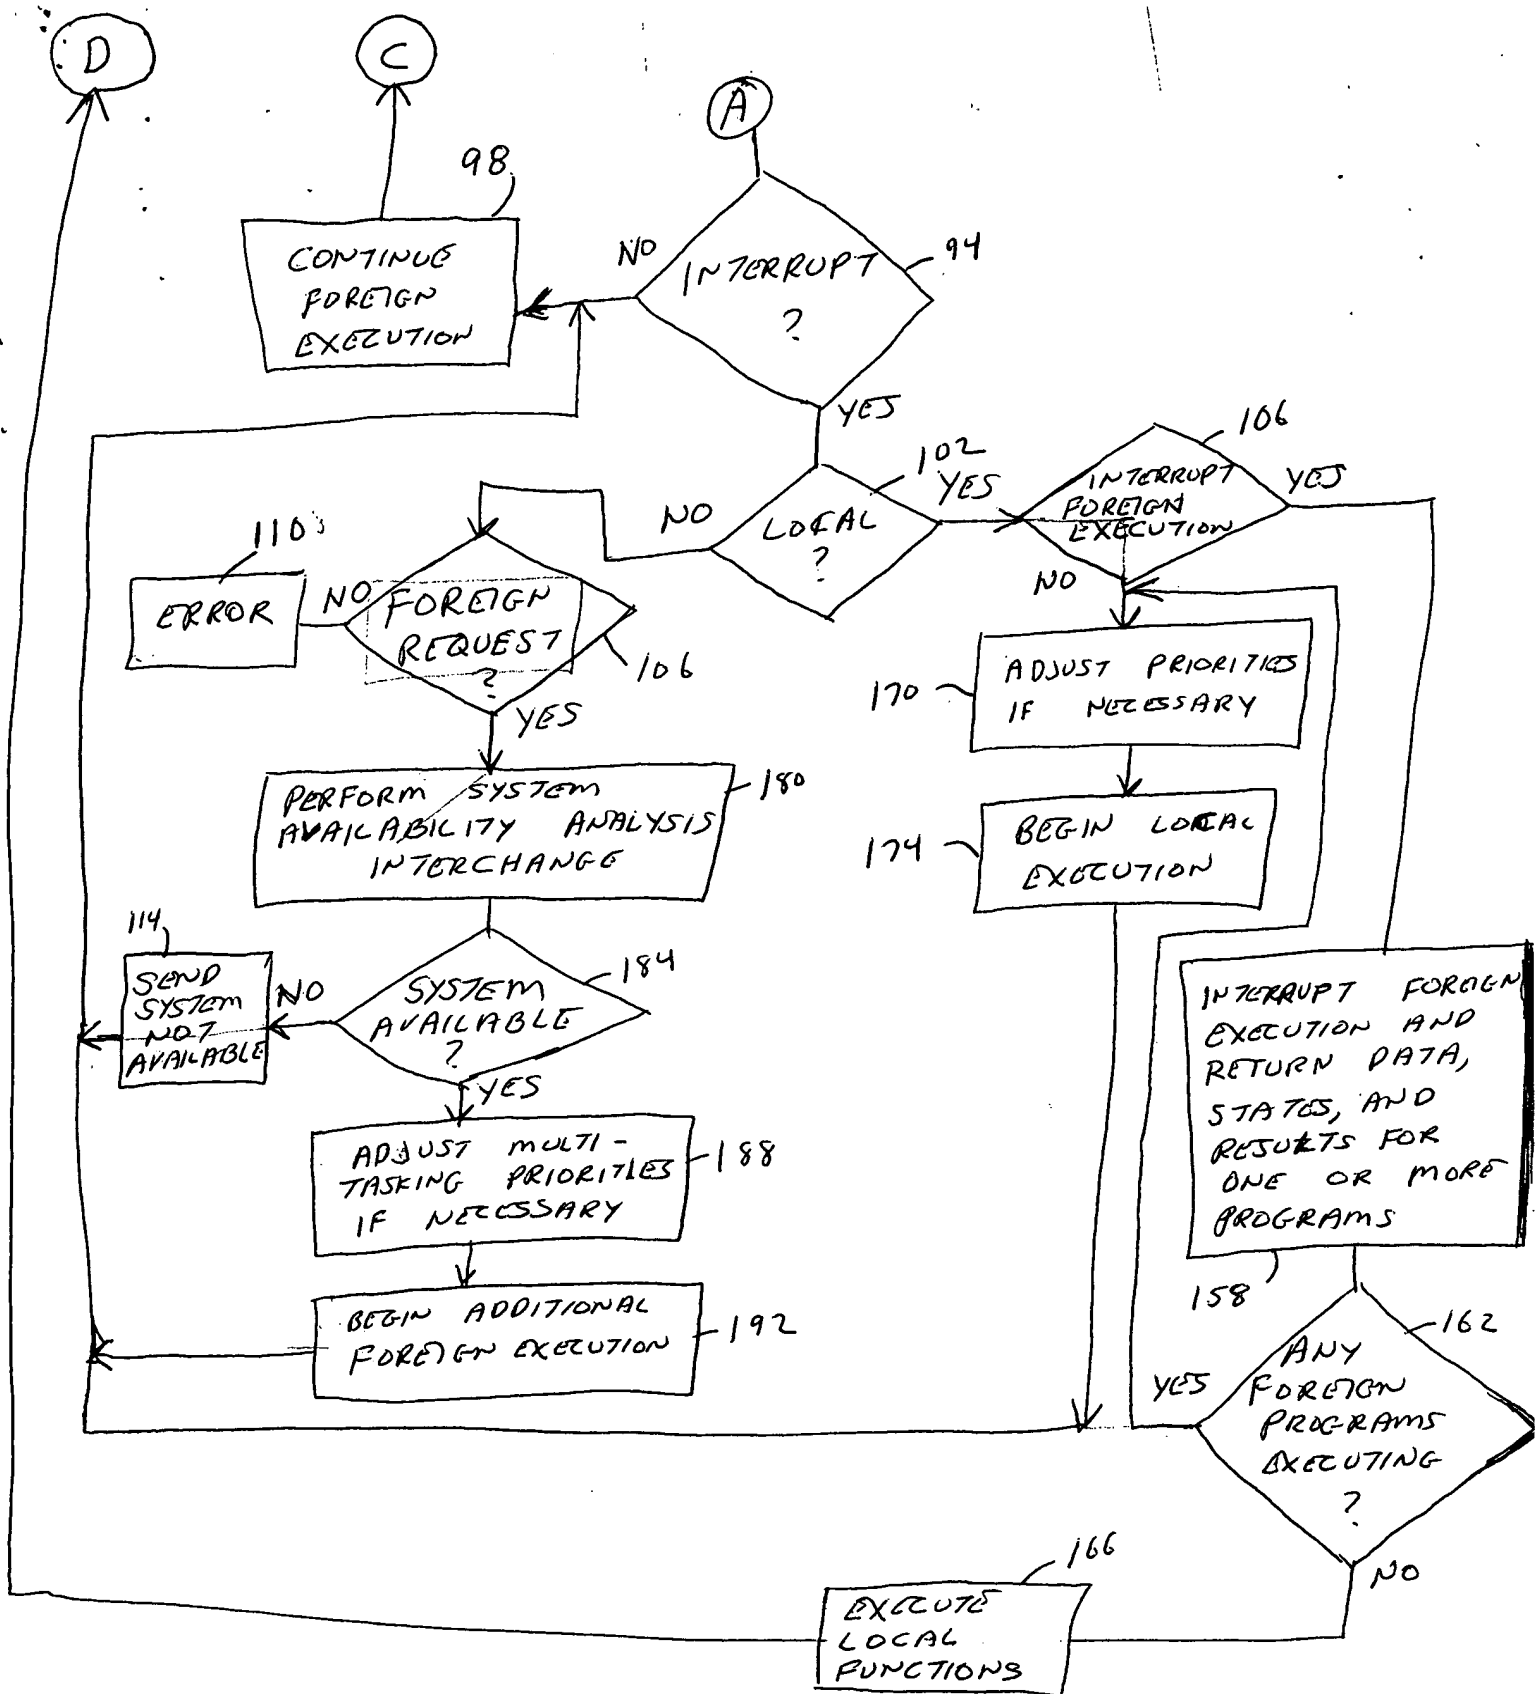 D
C
A
98
CONTINUE
FOREIGN
EXECUTION
NO
INTERRUPT
?
94
YES
102
LOCAL
?
NO
YES
106
INTERRUPT
FOREIGN
EXECUTION
YES
NO
110
ERROR
NO
FOREIGN
REQUEST
?
106
YES
170
ADJUST PRIORITIES
IF NECESSARY
180
PERFORM SYSTEM
AVAILABILITY ANALYSIS
INTERCHANGE
174
BEGIN LOCAL
EXECUTION
114
SEND
SYSTEM
NOT
AVAILABLE
NO
SYSTEM
AVAILABLE
?
184
YES
INTERRUPT FOREIGN
EXECUTION AND
RETURN DATA,
STATES, AND
RESULTS FOR
ONE OR MORE
PROGRAMS
158
ADJUST MULTI-
TASKING PRIORITIES
IF NECESSARY
188
BEGIN ADDITIONAL
FOREIGN EXECUTION
192
162
YES
ANY
FOREIGN
PROGRAMS
EXECUTING
?
NO
166
EXECUTE
LOCAL
FUNCTIONS